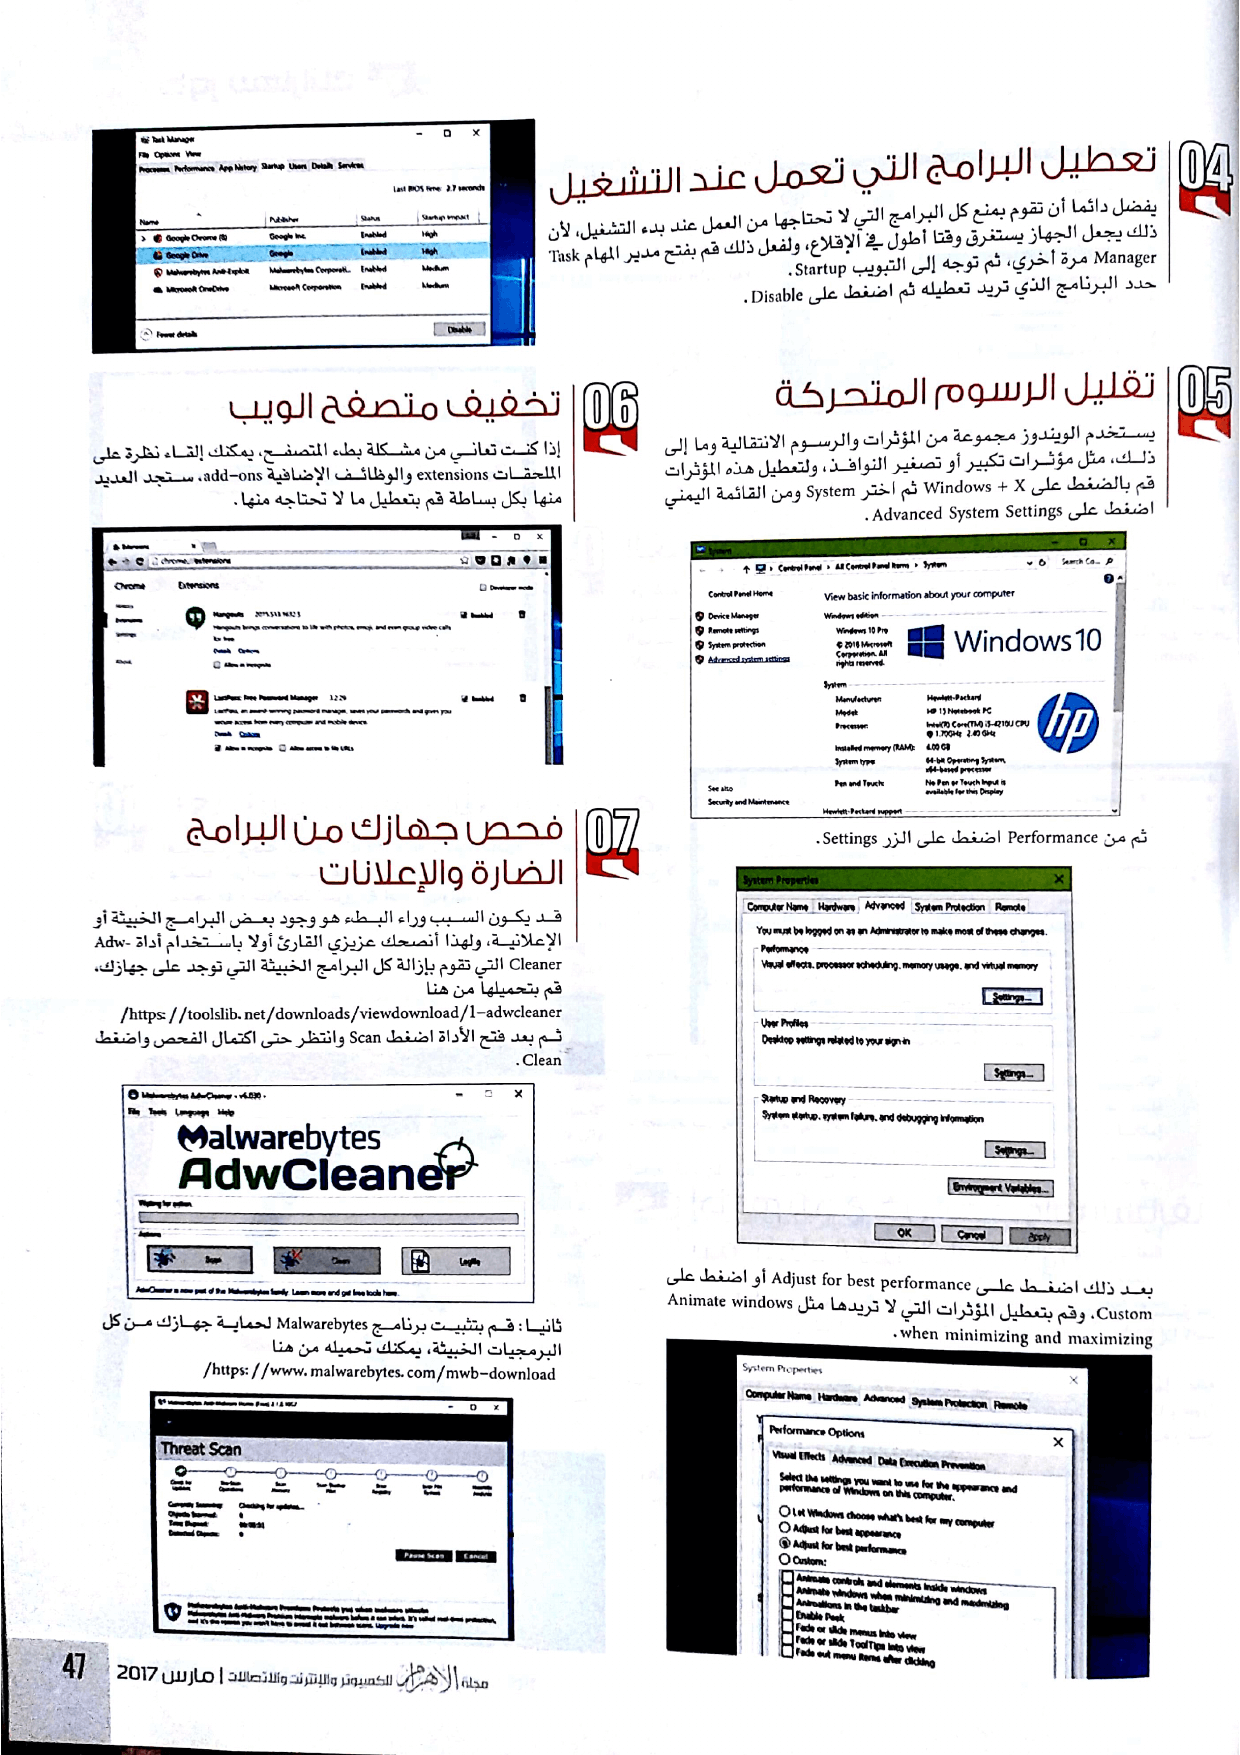 04
تعطيل البرامج التي تعمل عند التشغيل
يفضل دائما أن تقوم بمنع كل البرامج التي لا تحتاجها من العمل عند بدء التشغيل، لأن
ذلك يجعل الجهاز يستغرق وقتا أطول في الإقلاع، ولفعل ذلك قم بفتح مدير المهام Task
Manager مرة أخري، ثم توجه إلى التبويب Startup.
حدد البرنامج الذي تريد تعطيله ثم اضغط على Disable.
Task Manager
File Options View
Processes Performance App history Startup Users Details Services
Last BIOS time: 2.7 seconds
Name Publisher Status Startup impact
Google Chrome (6) Google Inc. Enabled High
Google Drive Google Enabled High
Malwarebytes Anti-Exploit Malwarebytes Corporati... Enabled Medium
Microsoft OneDrive Microsoft Corporation Enabled Medium
Fewer details
Disable
05
تقليل الرسوم المتحركة
يستخدم الويندوز مجموعة من المؤثرات والرسوم الانتقالية وما إلى
ذلك، مثل مؤثرات تكبير أو تصغير النوافذ، ولتعطيل هذه المؤثرات
قم بالضغط على Windows + X ثم اختر System ومن القائمة اليمني
اضغط على Advanced System Settings.
System
Control Panel › All Control Panel Items › System
Search Co...
Control Panel Home
Device Manager
Remote settings
System protection
Advanced system settings
See also
Security and Maintenance
View basic information about your computer
Windows edition
Windows 10 Pro
© 2016 Microsoft
Corporation. All
rights reserved.
Windows 10
System
Manufacturer: Hewlett-Packard
Model: HP 15 Notebook PC
Processor: Intel(R) Core(TM) i5-4210U CPU
@ 1.70GHz 2.40 GHz
Installed memory (RAM): 4.00 GB
System type: 64-bit Operating System,
x64-based processor
Pen and Touch: No Pen or Touch Input is
available for this Display
Hewlett-Packard support
hp
ثم من Performance اضغط على الزر Settings.
System Properties
Computer Name Hardware Advanced System Protection Remote
You must be logged on as an Administrator to make most of these changes.
Performance
Visual effects, processor scheduling, memory usage, and virtual memory
Settings...
User Profiles
Desktop settings related to your sign-in
Settings...
Startup and Recovery
System startup, system failure, and debugging information
Settings...
Environment Variables...
OK Cancel Apply
بعد ذلك اضغط على Adjust for best performance أو اضغط على
Custom، وقم بتعطيل المؤثرات التي لا تريدها مثل Animate windows
when minimizing and maximizing.
System Properties
Computer Name Hardware Advanced System Protection Remote
Performance Options
Visual Effects Advanced Data Execution Prevention
Select the settings you want to use for the appearance and
performance of Windows on this computer.
Let Windows choose what's best for my computer
Adjust for best appearance
Adjust for best performance
Custom:
Animate controls and elements inside windows
Animate windows when minimizing and maximizing
Animations in the taskbar
Enable Peek
Fade or slide menus into view
Fade or slide ToolTips into view
Fade out menu items after clicking
06
تخفيف متصفح الويب
إذا كنت تعاني من مشكلة بطء المتصفح، يمكنك إلقاء نظرة على
الملحقات extensions والوظائف الإضافية add-ons، ستجد العديد
منها بكل بساطة قم بتعطيل ما لا تحتاجه منها.
Extensions
chrome://extensions
Chrome
History
Extensions
Settings
About
Extensions
Developer mode
Hangouts
Enabled
Hangouts brings conversations to life with photos, emoji, and even group video calls
for free.
Details Options
Allow in incognito
LastPass: Free Password Manager
Enabled
LastPass, an award-winning password manager, saves your passwords and gives you
secure access from every computer and mobile device.
Details Options
Allow in incognito Allow access to file URLs
07
فحص جهازك من البرامج
الضارة والإعلانات
قد يكون السبب وراء البطء هو وجود بعض البرامج الخبيثة أو
الإعلانية، ولهذا أنصحك عزيزي القارئ أولا باستخدام أداة Adw-
Cleaner التي تقوم بإزالة كل البرامج الخبيثة التي توجد على جهازك،
قم بتحميلها من هنا
https://toolslib.net/downloads/viewdownload/1-adwcleaner/
ثم بعد فتح الأداة اضغط Scan وانتظر حتى اكتمال الفحص واضغط
Clean.
Malwarebytes AdwCleaner - v6.030 -
File Tools Language Help
Malwarebytes
AdwCleaner
Waiting for action.
Actions
Scan Clean Logfile
AdwCleaner is now part of the Malwarebytes family. Learn more and get free tools here.
ثانيا: قم بتثبيت برنامج Malwarebytes لحماية جهازك من كل
البرمجيات الخبيثة، يمكنك تحميله من هنا
https://www.malwarebytes.com/mwb-download/
Threat Scan
Check for
Updates
Pre-Scan
Operations
Scan
Memory
Scan Startup
Files
Scan
Registry
Scan File
System
Heuristic
Analysis
Currently Scanning: Checking for updates...
Objects Scanned: 0
Time Elapsed:
Detected Objects: 0
Pause Scan Cancel
47
مجلة الأهرام للكمبيوتر والإنترنت والاتصالات | مارس 2017